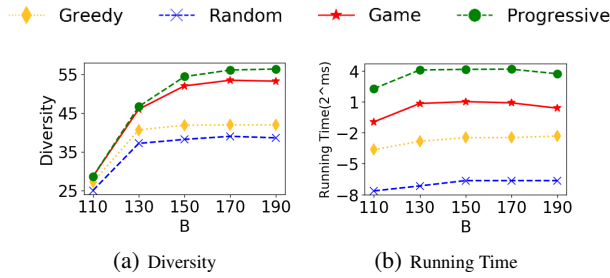 Greedy Random Game Progressive
Diversity
55
45
35
25
110 130 150 170 190
B
(a) Diversity
Running Time(2^ms)
4
1
−2
−5
−8
110 130 150 170 190
B
(b) Running Time